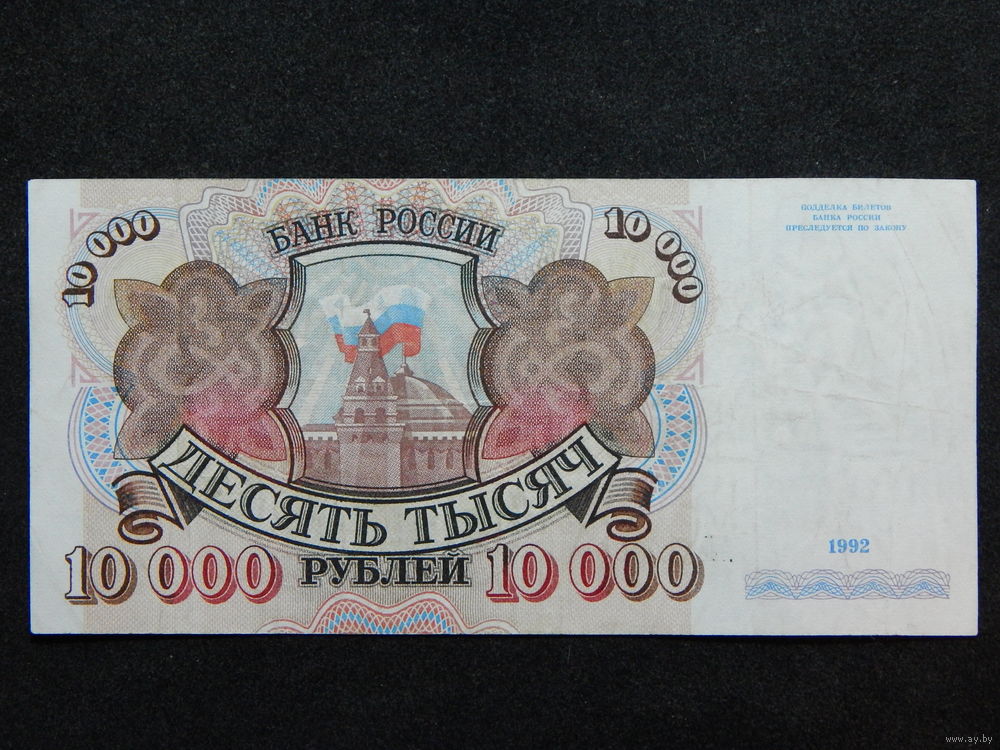 10 000
БАНК РОССИИ
10 000
ПОДДЕЛКА БИЛЕТОВ
БАНКА РОССИИ
ПРЕСЛЕДУЕТСЯ ПО ЗАКОНУ
ДЕСЯТЬ ТЫСЯЧ
10 000 РУБЛЕЙ 10 000
1992
www.ay.by